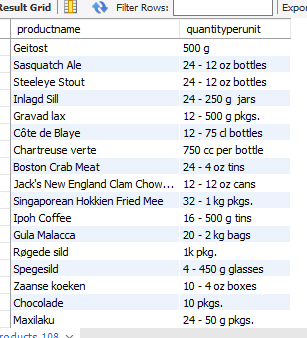 Result Grid Filter Rows: Expor
productname quantityperunit
Geitost 500 g
Sasquatch Ale 24 - 12 oz bottles
Steeleye Stout 24 - 12 oz bottles
Inlagd Sill 24 - 250 g  jars
Gravad lax 12 - 500 g pkgs.
Côte de Blaye 12 - 75 cl bottles
Chartreuse verte 750 cc per bottle
Boston Crab Meat 24 - 4 oz tins
Jack's New England Clam Chow... 12 - 12 oz cans
Singaporean Hokkien Fried Mee 32 - 1 kg pkgs.
Ipoh Coffee 16 - 500 g tins
Gula Malacca 20 - 2 kg bags
Røgede sild 1k pkg.
Spegesild 4 - 450 g glasses
Zaanse koeken 10 - 4 oz boxes
Chocolade 10 pkgs.
Maxilaku 24 - 50 g pkgs.
roducts 108